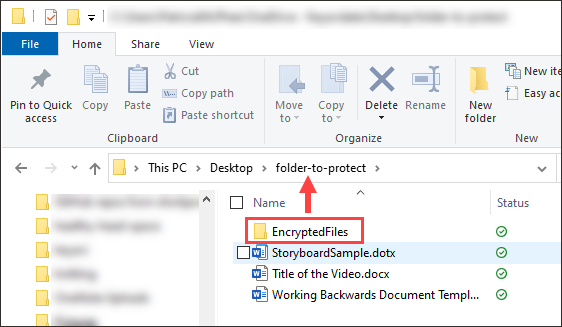 File
Home
Share
View
Pin to Quick
access
Copy
Paste
Cut
Copy path
Paste shortcut
Move
to
Copy
to
Delete
Rename
New
folder
New ite
Easy acc
Clipboard
Organize
This PC > Desktop > folder-to-protect >
Name
Status
EncryptedFiles
StoryboardSample.dotx
Title of the Video.docx
Working Backwards Document Templ...